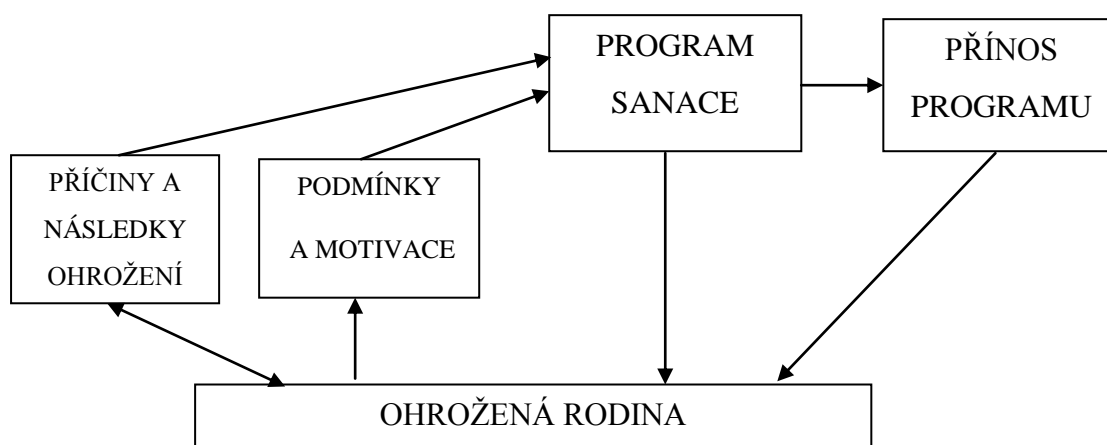 PROGRAM
SANACE
PŘÍNOS
PROGRAMU
PŘÍČINY A
NÁSLEDKY
OHROŽENÍ
PODMÍNKY
A MOTIVACE
OHROŽENÁ RODINA